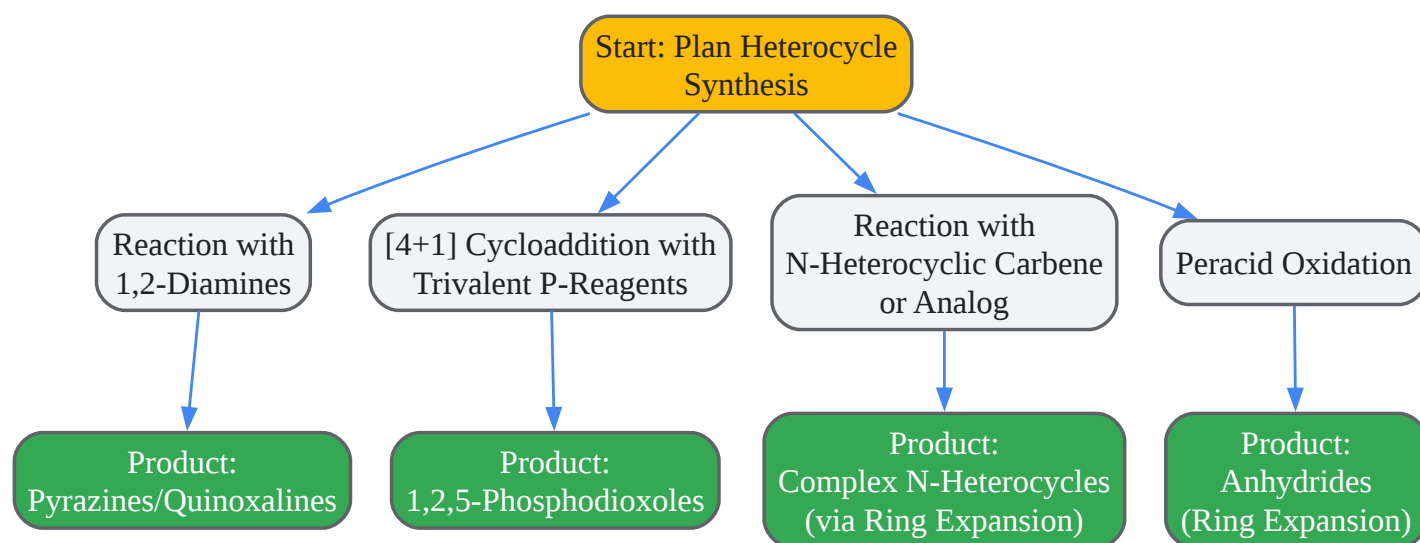 Start: Plan Heterocycle
Synthesis
Reaction with
1,2-Diamines
[4+1] Cycloaddition with
Trivalent P-Reagents
Reaction with
N-Heterocyclic Carbene
or Analog
Peracid Oxidation
Product:
Pyrazines/Quinoxalines
Product:
1,2,5-Phosphodioxoles
Product:
Complex N-Heterocycles
(via Ring Expansion)
Product:
Anhydrides
(Ring Expansion)